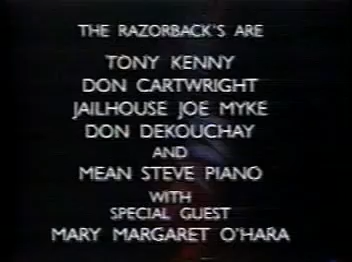 THE RAZORBACK'S ARE
TONY KENNY
DON CARTWRIGHT
JAILHOUSE JOE MYKE
DON DEKOUCHAY
AND
MEAN STEVE PIANO
WITH
SPECIAL GUEST
MARY MARGARET O'HARA